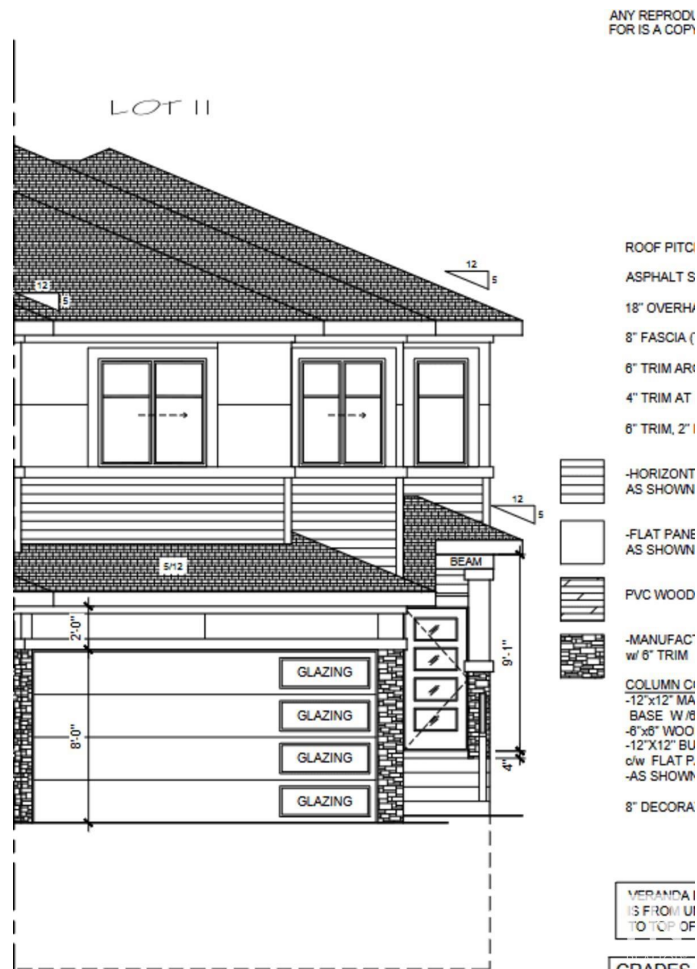 ANY REPRODU
FOR IS A COPY
LOT 11
12
5
12
5
ROOF PITC
ASPHALT S
18" OVERHA
8" FASCIA (
6" TRIM ARO
4" TRIM AT
6" TRIM, 2"
-HORIZONT
AS SHOWN
12
5
-FLAT PANE
AS SHOWN
5/12
BEAM
PVC WOOD
2'-0"
-MANUFACT
w/ 6" TRIM
9'-1"
GLAZING
GLAZING
GLAZING
GLAZING
8'-0"
4"
COLUMN CO
-12"x12" MA
BASE W/6
-6"x6" WOO
-12"X12" BU
c/w FLAT PA
-AS SHOWN
8" DECORA
VERANDA
IS FROM U
TO TOP OF
GRADES